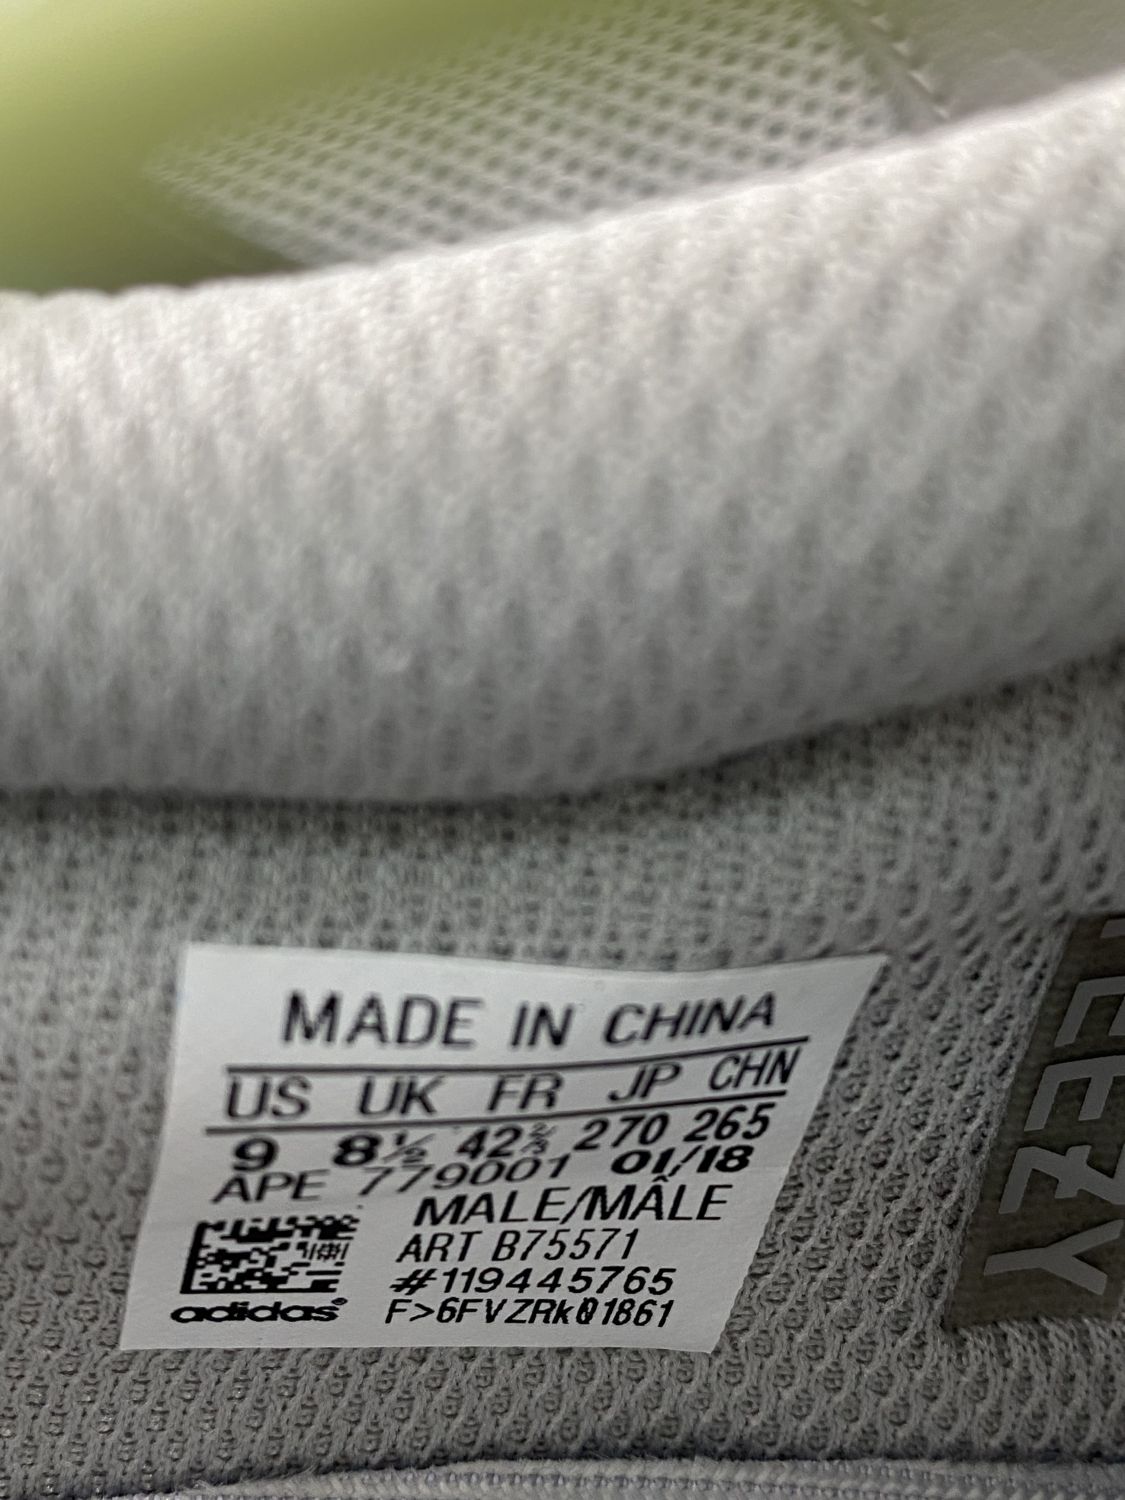 MADE IN CHINA
US UK FR JP CHN
9 8½ 42⅔ 270 265
APE 779001 01/18
MALE/MÂLE
ART B75571
#119445765
F>6FVZRkQ1861
adidas®
YEEZY